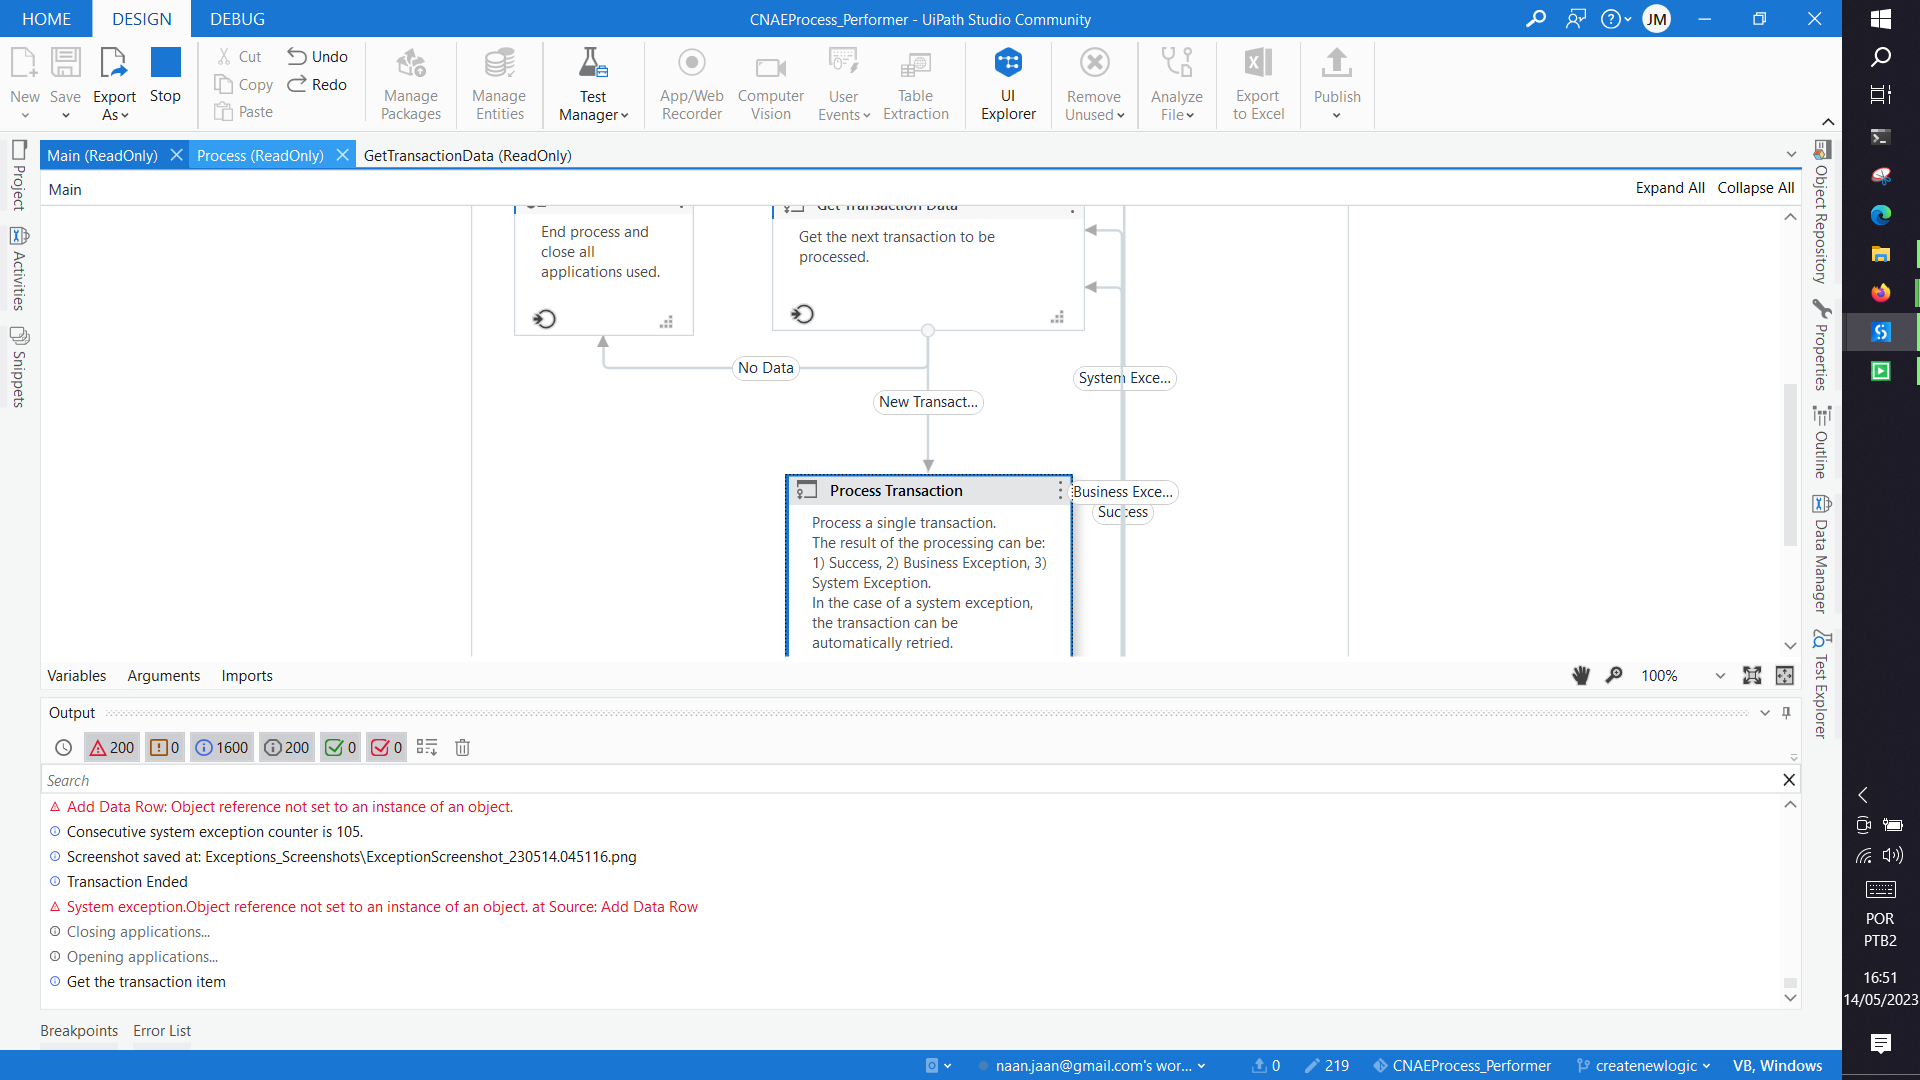 HOME DESIGN DEBUG
CNAEProcess_Performer - UiPath Studio Community
JM
New Save Export As Stop
Cut Undo
Copy Redo
Paste
Manage Packages
Manage Entities
Test Manager
App/Web Recorder
Computer Vision
User Events
Table Extraction
UI Explorer
Remove Unused
Analyze File
Export to Excel
Publish
Main (ReadOnly) Process (ReadOnly) GetTransactionData (ReadOnly)
Main
Expand All Collapse All
Project
Activities
Snippets
Get Transaction Data
End process and
close all
applications used.
Get the next transaction to be
processed.
No Data
New Transact...
System Exce...
Business Exce...
Success
Process Transaction
Process a single transaction.
The result of the processing can be:
1) Success, 2) Business Exception, 3)
System Exception.
In the case of a system exception,
the transaction can be
automatically retried.
Object Repository
Properties
Outline
Data Manager
Test Explorer
Variables Arguments Imports
100%
Output
200 0 1600 200 0 0
Search
Add Data Row: Object reference not set to an instance of an object.
Consecutive system exception counter is 105.
Screenshot saved at: Exceptions_Screenshots\ExceptionScreenshot_230514.045116.png
Transaction Ended
System exception.Object reference not set to an instance of an object. at Source: Add Data Row
Closing applications...
Opening applications...
Get the transaction item
Breakpoints Error List
naan.jaan@gmail.com's wor... 0 219 CNAEProcess_Performer createnewlogic VB, Windows
POR
PTB2
16:51
14/05/2023